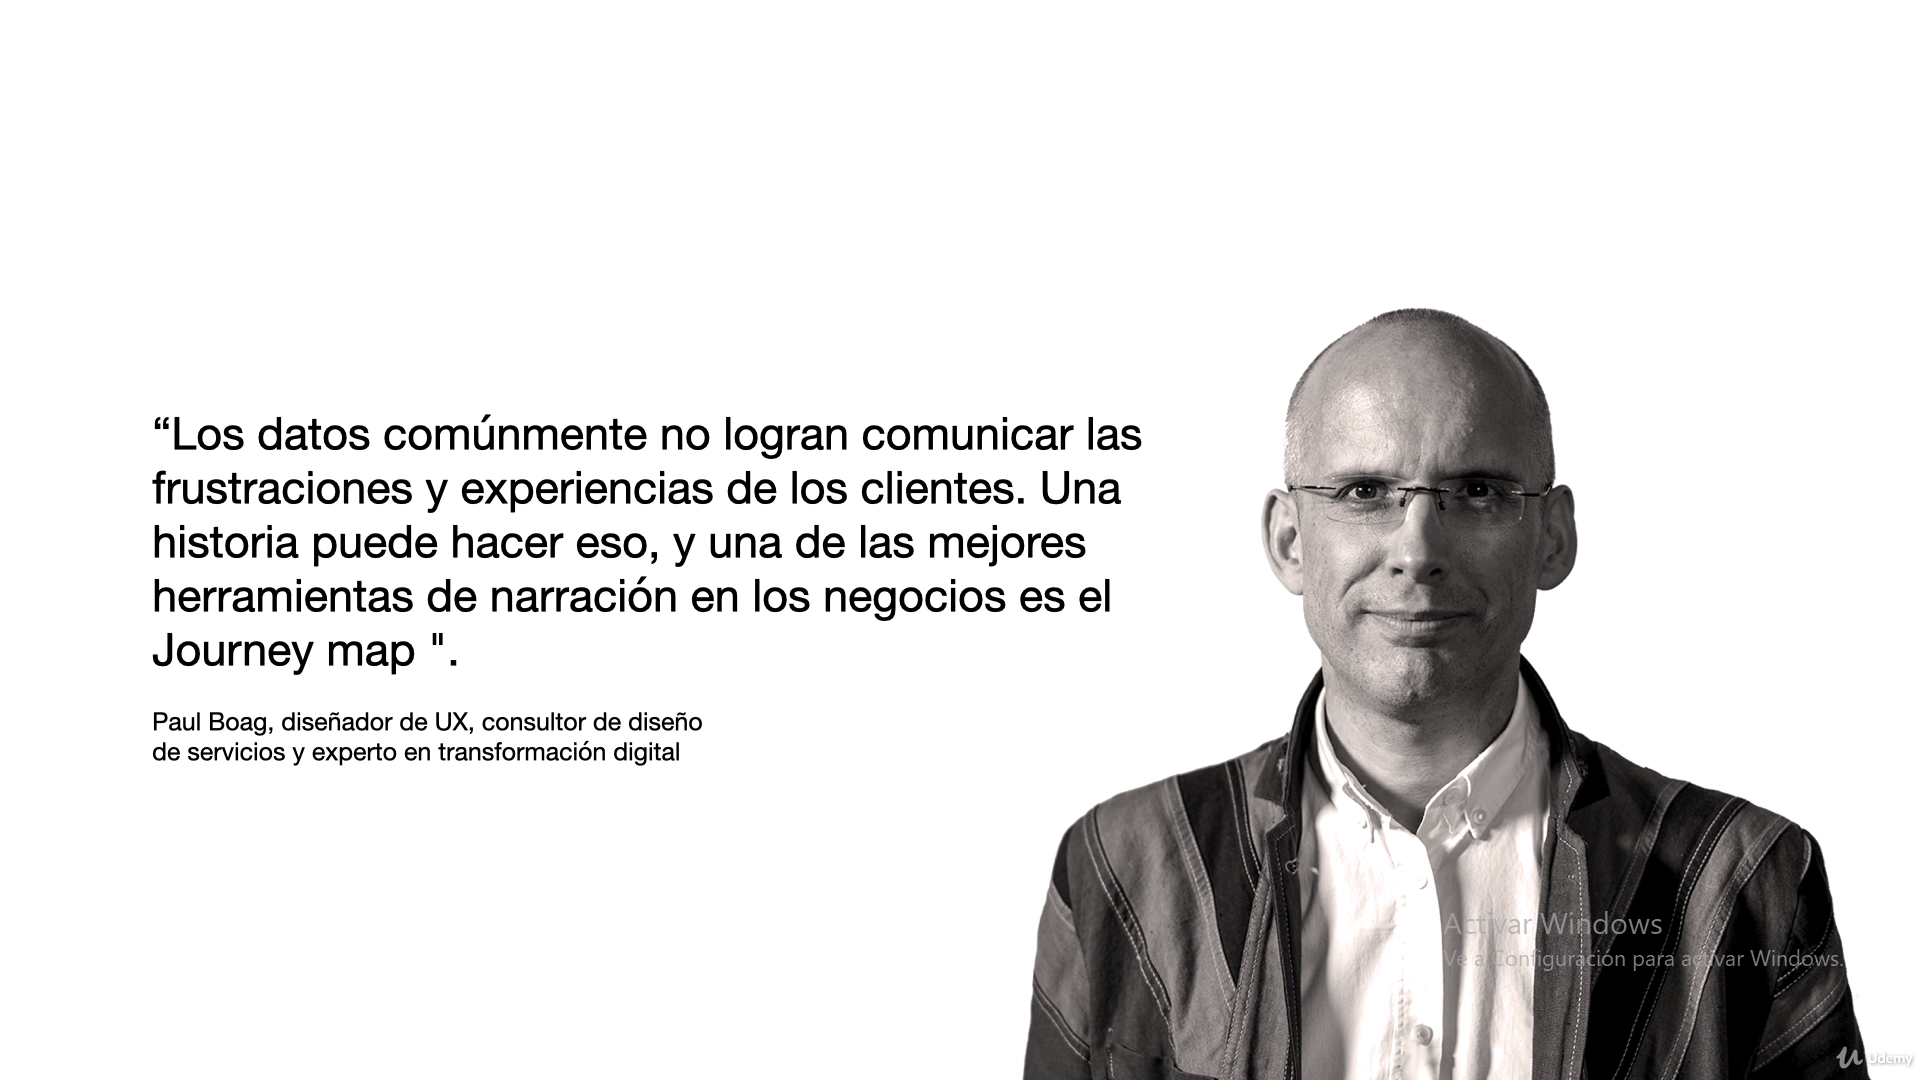 “Los datos comúnmente no logran comunicar las
frustraciones y experiencias de los clientes. Una
historia puede hacer eso, y una de las mejores
herramientas de narración en los negocios es el
Journey map ".
Paul Boag, diseñador de UX, consultor de diseño
de servicios y experto en transformación digital
Activar Windows
Ve a Configuración para activar Windows.
Udemy